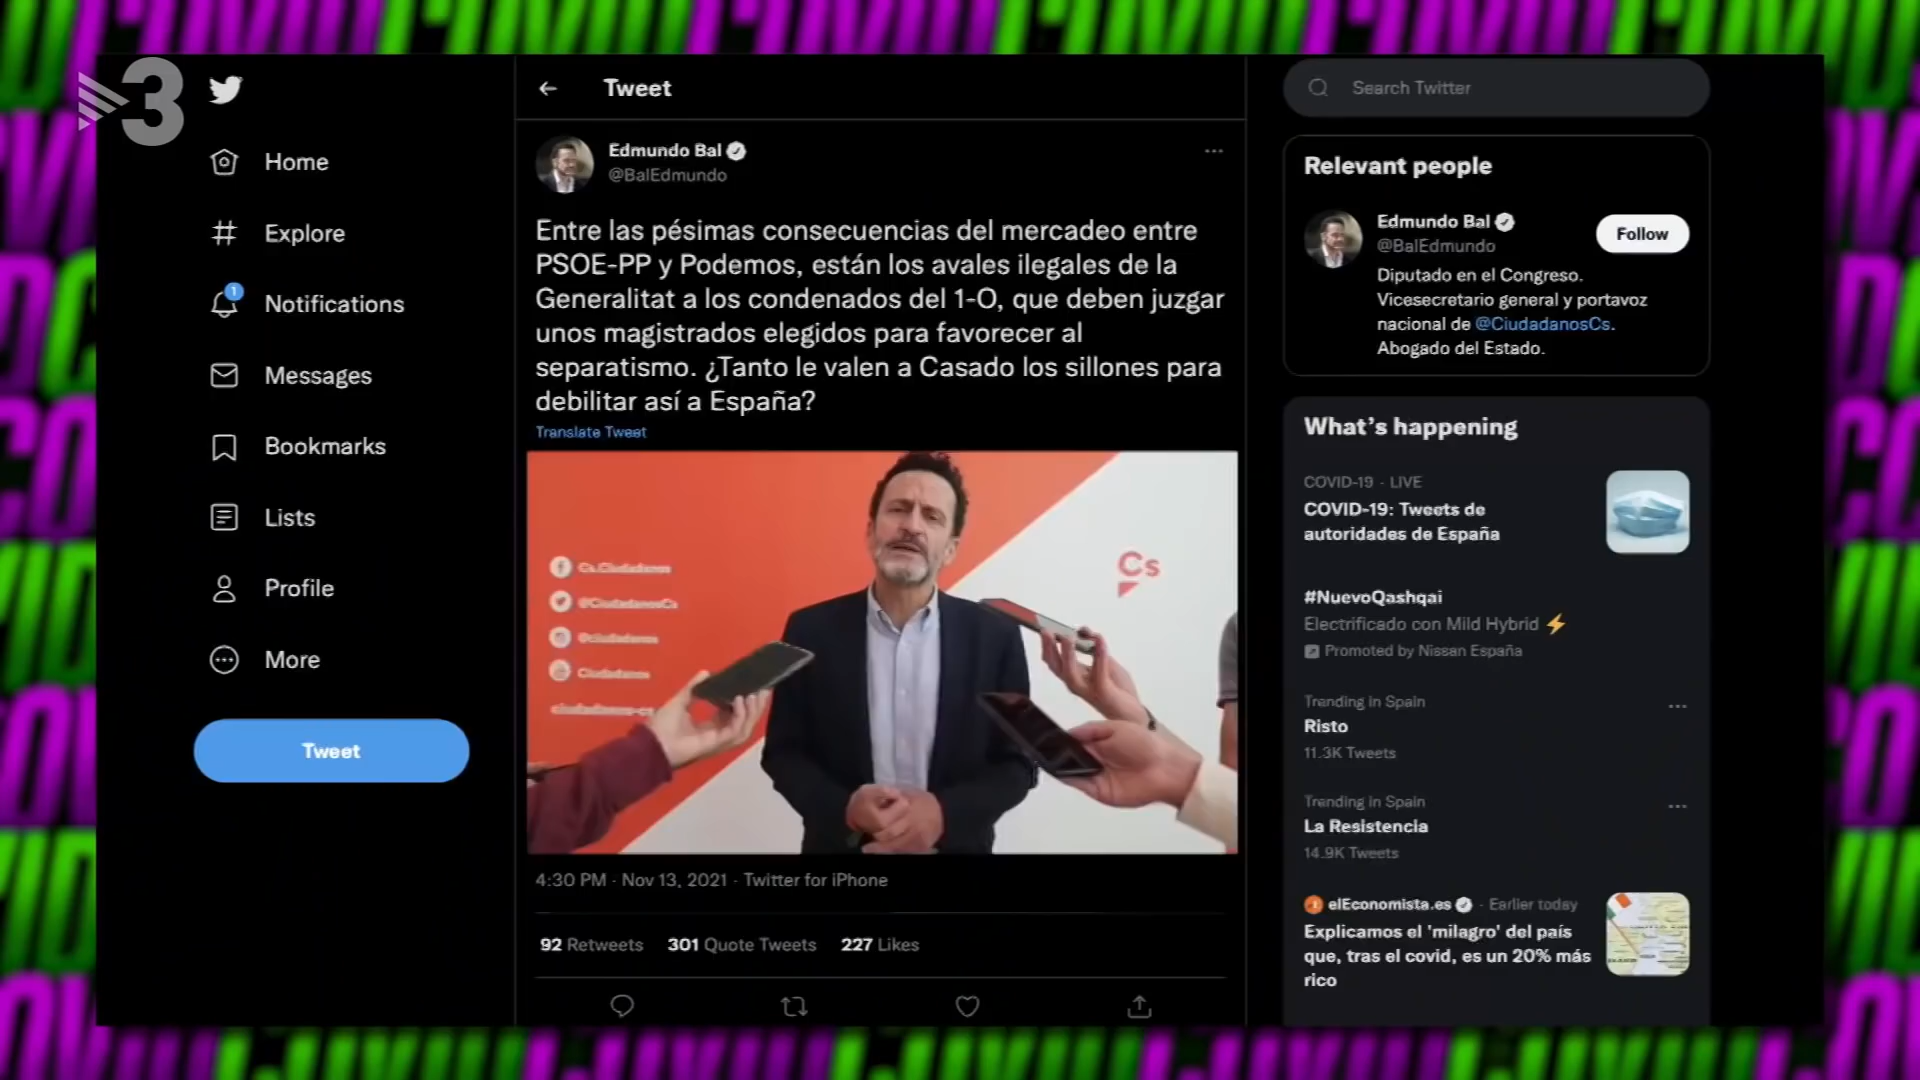 3
Home
Explore
1
Notifications
Messages
Bookmarks
Lists
Profile
More
Tweet
Tweet
Edmundo Bal
@BalEdmundo
Entre las pésimas consecuencias del mercadeo entre
PSOE-PP y Podemos, están los avales ilegales de la
Generalitat a los condenados del 1-O, que deben juzgar
unos magistrados elegidos para favorecer al
separatismo. ¿Tanto le valen a Casado los sillones para
debilitar así a España?
Translate Tweet
Cs.Ciudadanos
@CiudadanosCs
@ciudadanos
Ciudadanos
Cs
4:30 PM · Nov 13, 2021 · Twitter for iPhone
92 Retweets 301 Quote Tweets 227 Likes
Search Twitter
Relevant people
Edmundo Bal
@BalEdmundo
Follow
Diputado en el Congreso.
Vicesecretario general y portavoz
nacional de @CiudadanosCs.
Abogado del Estado.
What's happening
COVID-19 · LIVE
COVID-19: Tweets de
autoridades de España
#NuevoQashqai
Electrificado con Mild Hybrid ⚡
Promoted by Nissan España
Trending in Spain
Risto
11.3K Tweets
Trending in Spain
La Resistencia
14.9K Tweets
elEconomista.es · Earlier today
Explicamos el 'milagro' del país
que, tras el covid, es un 20% más
rico